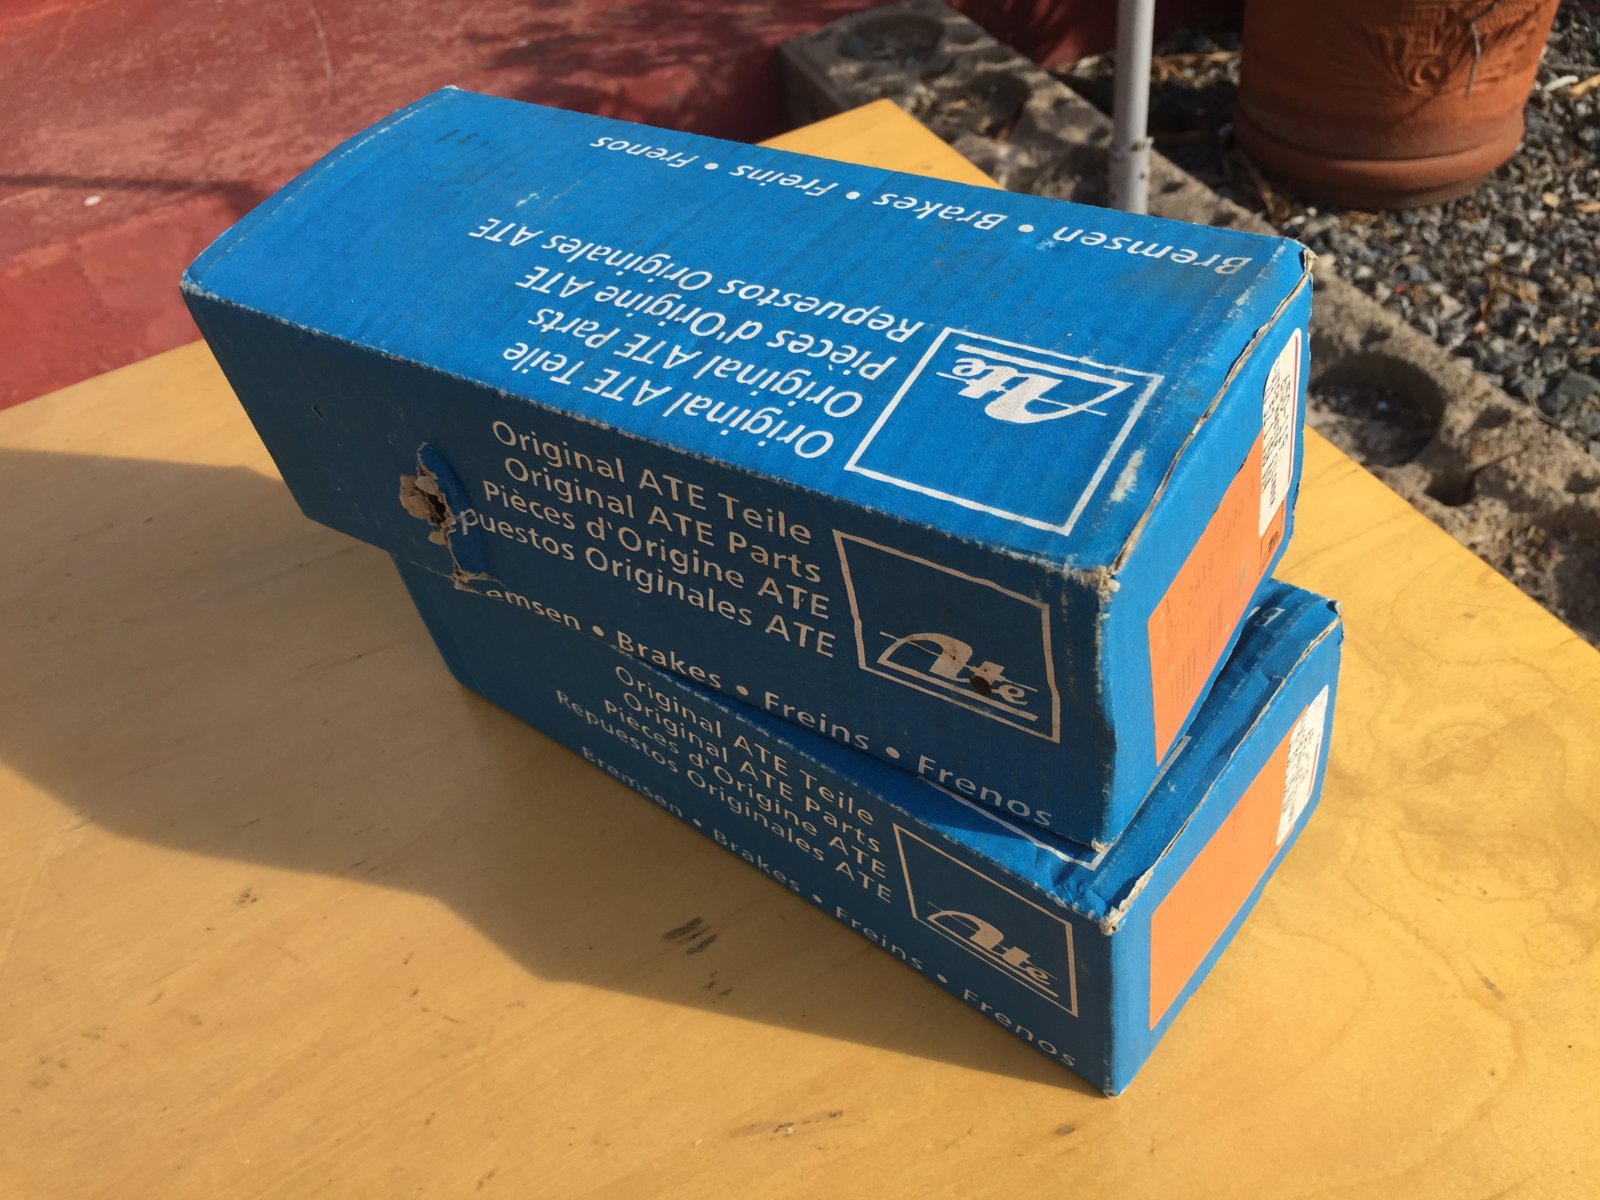 Bremsen • Brakes • Freins • Frenos
Ate
Original ATE Teile
Original ATE Parts
Pièces d'Origine ATE
Repuestos Originales ATE
Original ATE Teile
Original ATE Parts
Pièces d'Origine ATE
puestos Originales ATE
Ate
Bremsen • Brakes • Freins • Frenos
Original ATE Teile
Original ATE Parts
Pièces d'Origine ATE
Repuestos Originales ATE
Ate
Bremsen • Brakes • Freins • Frenos